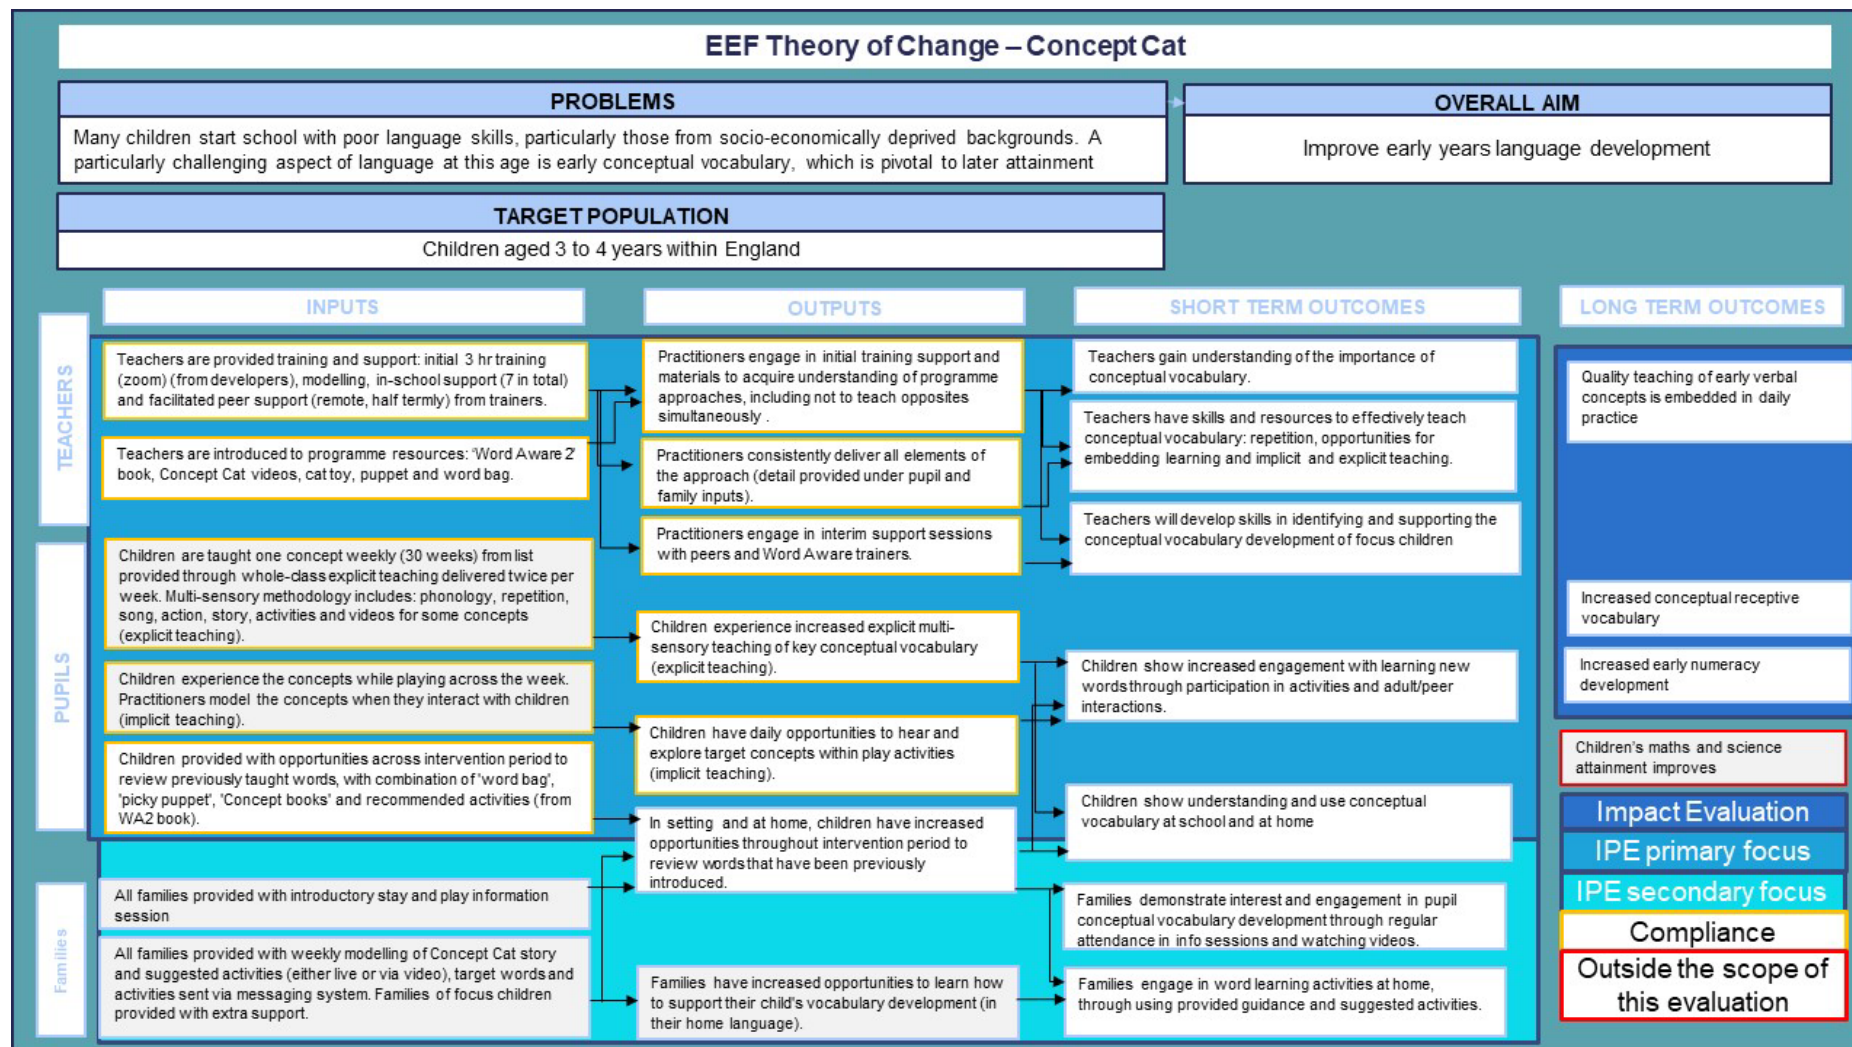 EEF Theory of Change – Concept Cat
PROBLEMS
Many children start school with poor language skills, particularly those from socio-economically deprived backgrounds. A
particularly challenging aspect of language at this age is early conceptual vocabulary, which is pivotal to later attainment
OVERALL AIM
Improve early years language development
TARGET POPULATION
Children aged 3 to 4 years within England
INPUTS
OUTPUTS
SHORT TERM OUTCOMES
LONG TERM OUTCOMES
TEACHERS
Teachers are provided training and support: initial 3 hr training
(zoom) (from developers), modelling, in-school support (7 in total)
and facilitated peer support (remote, half termly) from trainers.
Teachers are introduced to programme resources: ‘Word Aware 2’
book, Concept Cat videos, cat toy, puppet and word bag.
Practitioners engage in initial training support and
materials to acquire understanding of programme
approaches, including not to teach opposites
simultaneously .
Practitioners consistently deliver all elements of
the approach (detail provided under pupil and
family inputs).
Practitioners engage in interim support sessions
with peers and Word Aware trainers.
Teachers gain understanding of the importance of
conceptual vocabulary.
Teachers have skills and resources to effectively teach
conceptual vocabulary: repetition, opportunities for
embedding learning and implicit and explicit teaching.
Teachers will develop skills in identifying and supporting the
conceptual vocabulary development of focus children
Quality teaching of early verbal
concepts is embedded in daily
practice
PUPILS
Children are taught one concept weekly (30 weeks) from list
provided through whole-class explicit teaching delivered twice per
week. Multi-sensory methodology includes: phonology, repetition,
song, action, story, activities and videos for some concepts
(explicit teaching).
Children experience the concepts while playing across the week.
Practitioners model the concepts when they interact with children
(implicit teaching).
Children provided with opportunities across intervention period to
review previously taught words, with combination of 'word bag',
'picky puppet', 'Concept books' and recommended activities (from
WA2 book).
Children experience increased explicit multi-
sensory teaching of key conceptual vocabulary
(explicit teaching).
Children have daily opportunities to hear and
explore target concepts within play activities
(implicit teaching).
In setting and at home, children have increased
opportunities throughout intervention period to
review words that have been previously
introduced.
Children show increased engagement with learning new
words through participation in activities and adult/peer
interactions.
Children show understanding and use conceptual
vocabulary at school and at home
Increased conceptual receptive
vocabulary
Increased early numeracy
development
Children’s maths and science
attainment improves
Families
All families provided with introductory stay and play information
session
All families provided with weekly modelling of Concept Cat story
and suggested activities (either live or via video), target words and
activities sent via messaging system. Families of focus children
provided with extra support.
Families have increased opportunities to learn how
to support their child's vocabulary development (in
their home language).
Families demonstrate interest and engagement in pupil
conceptual vocabulary development through regular
attendance in info sessions and watching videos.
Families engage in word learning activities at home,
through using provided guidance and suggested activities.
Impact Evaluation
IPE primary focus
IPE secondary focus
Compliance
Outside the scope of
this evaluation